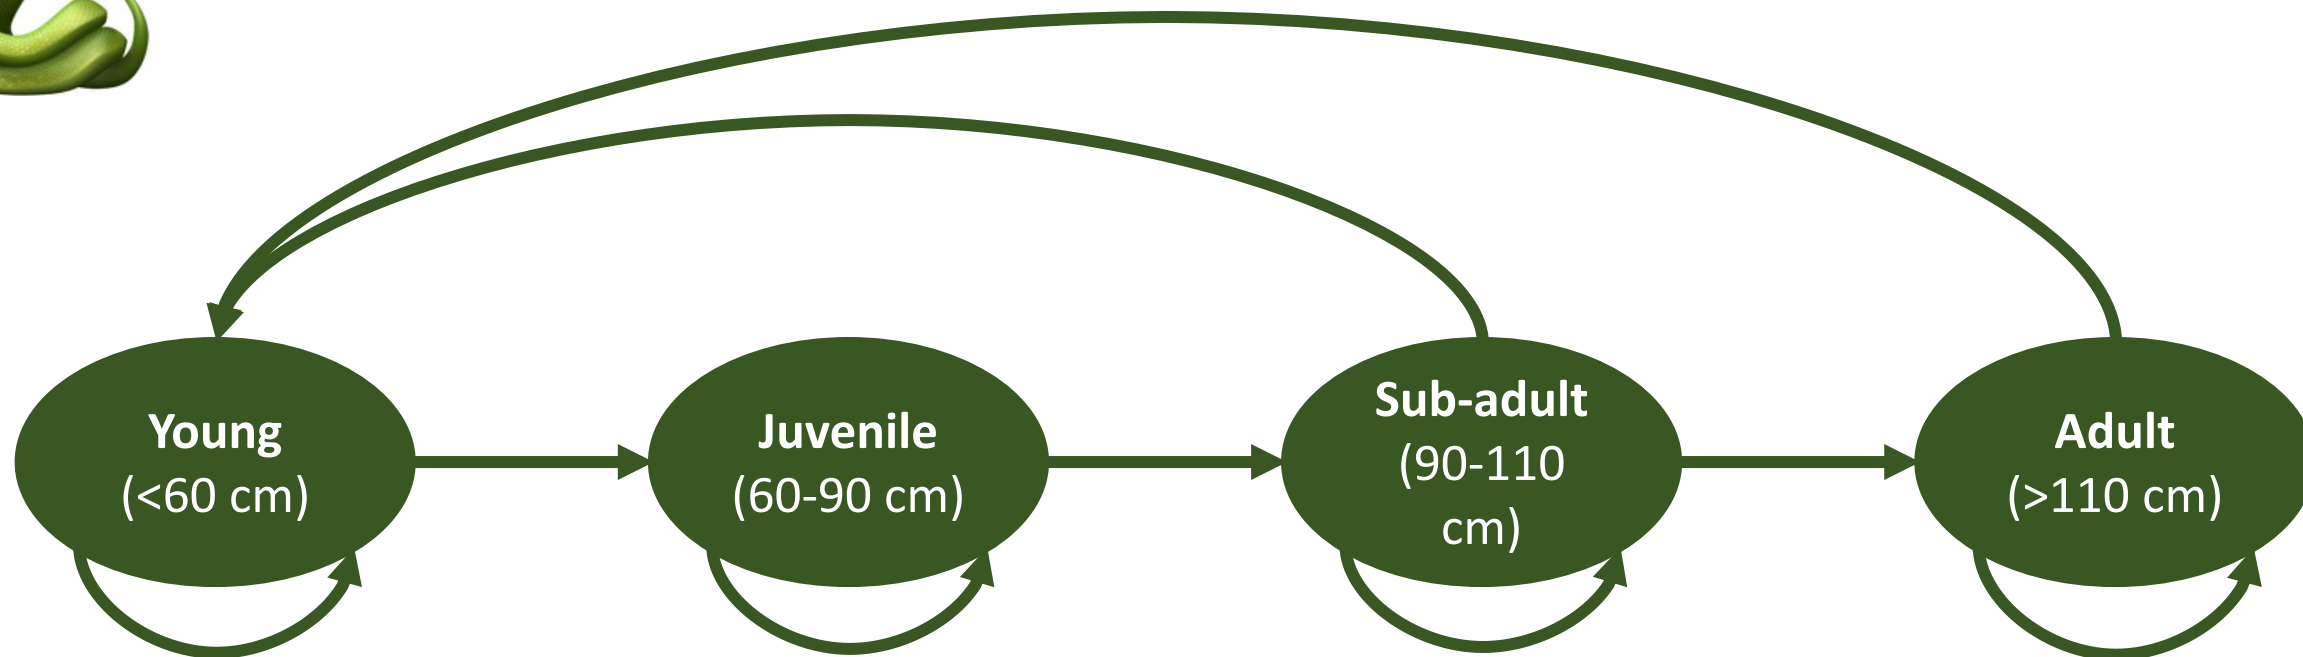 Young
(<60 cm)
Juvenile
(60-90 cm)
Sub-adult
(90-110
cm)
Adult
(>110 cm)